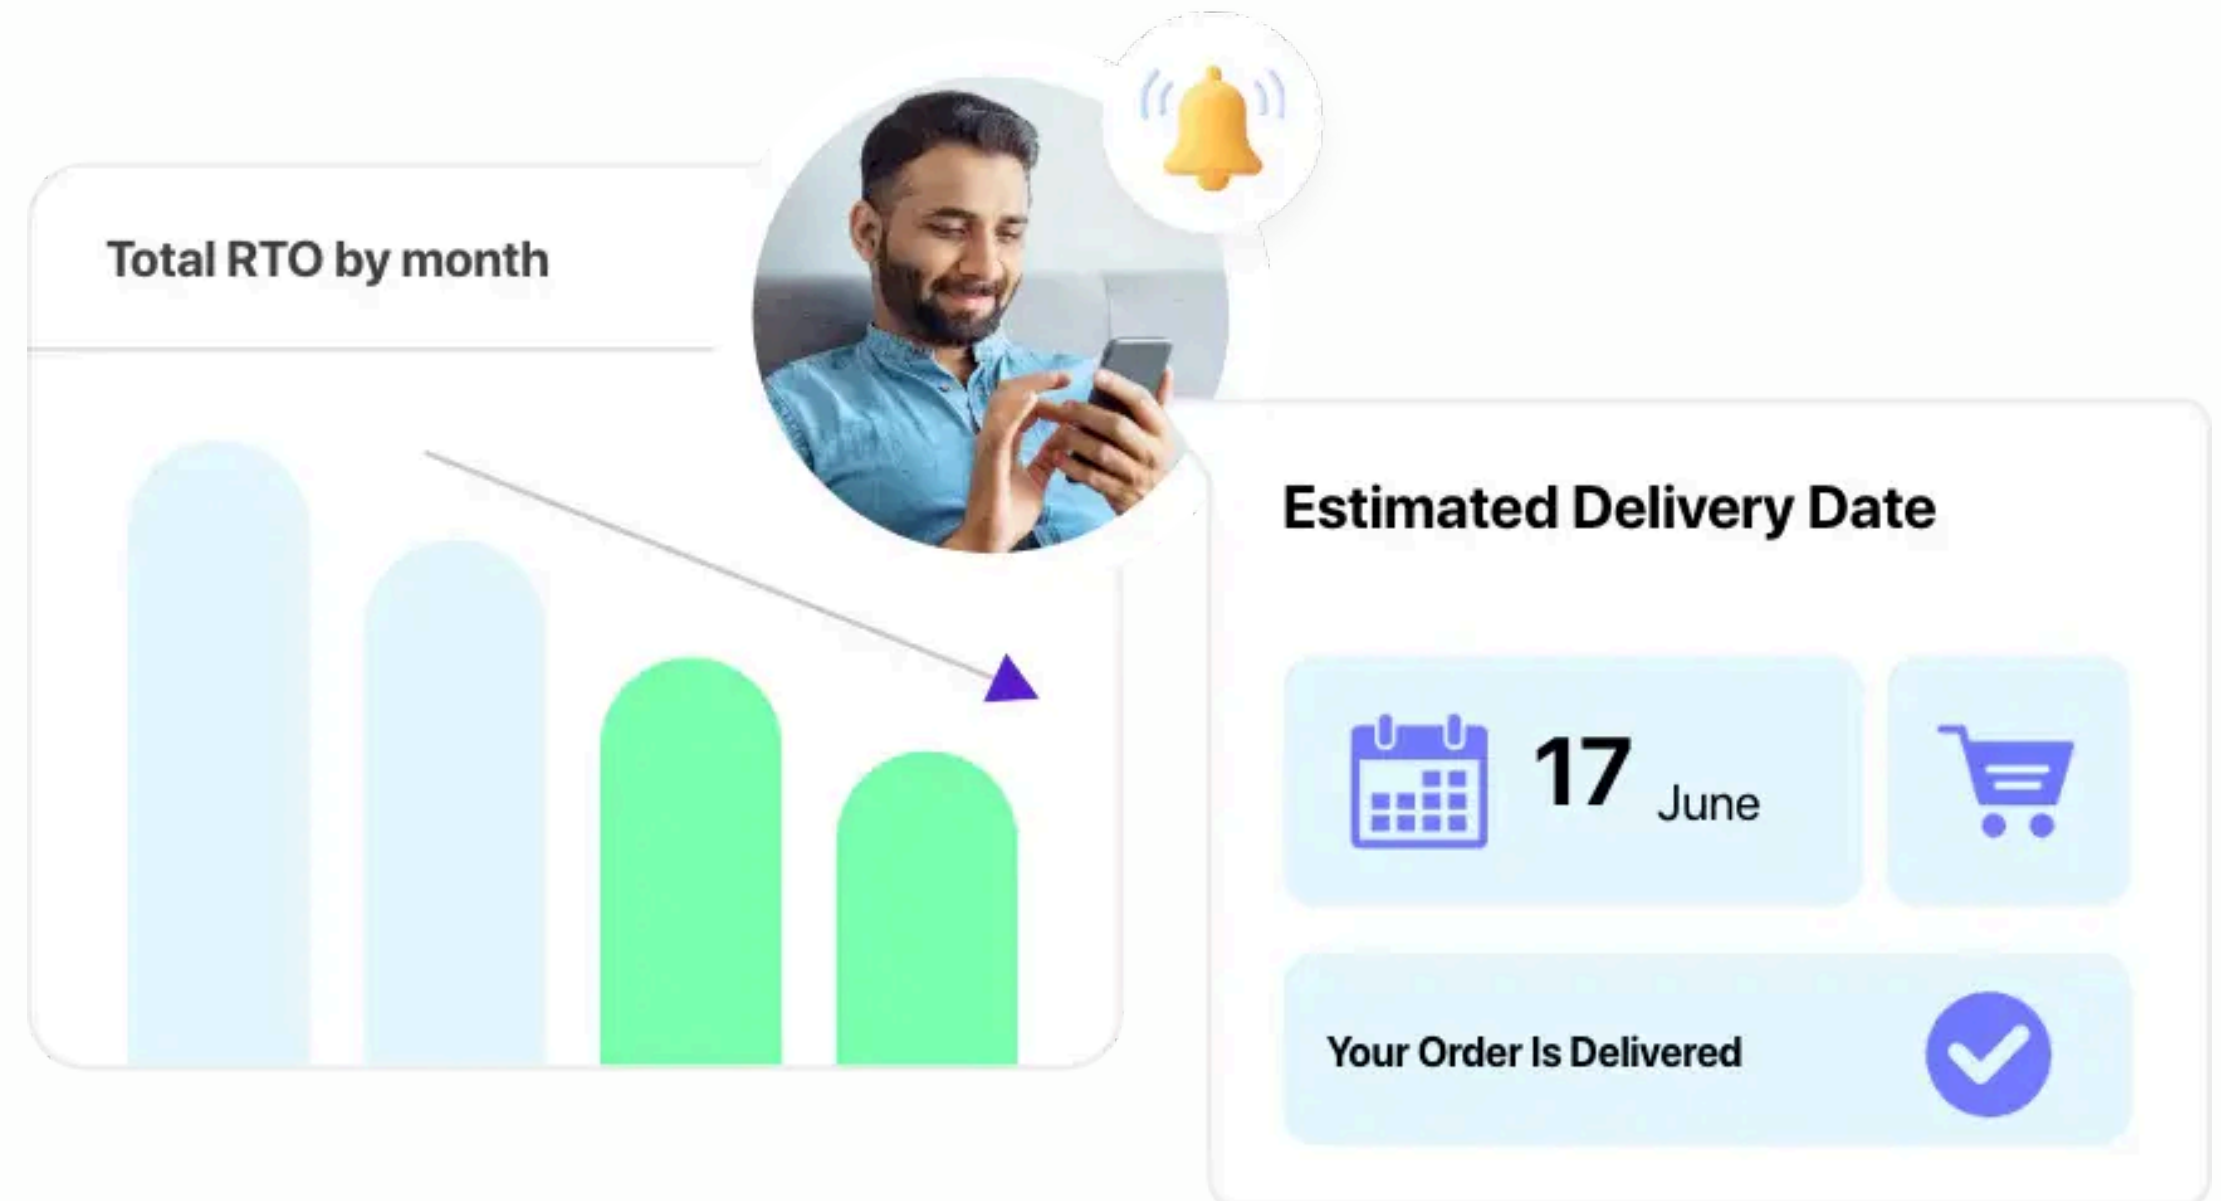 Total RTO by month
Estimated Delivery Date
17 June
Your Order Is Delivered